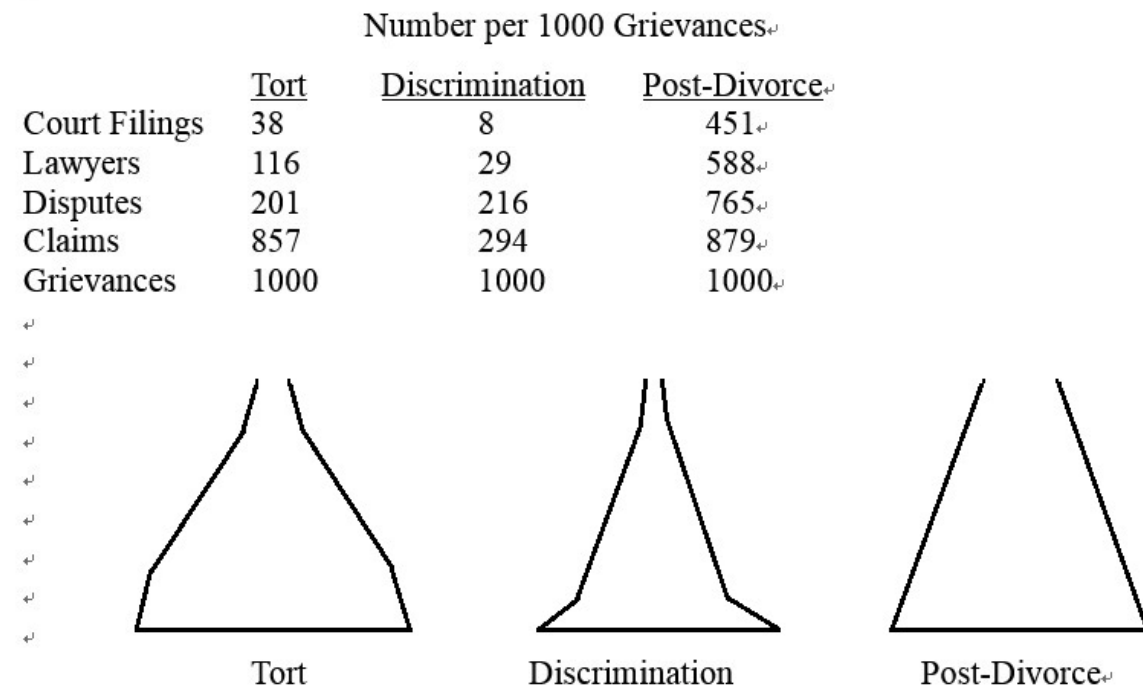 Number per 1000 Grievances
Tort Discrimination Post-Divorce
Court Filings 38 8 451
Lawyers 116 29 588
Disputes 201 216 765
Claims 857 294 879
Grievances 1000 1000 1000
Tort Discrimination Post-Divorce